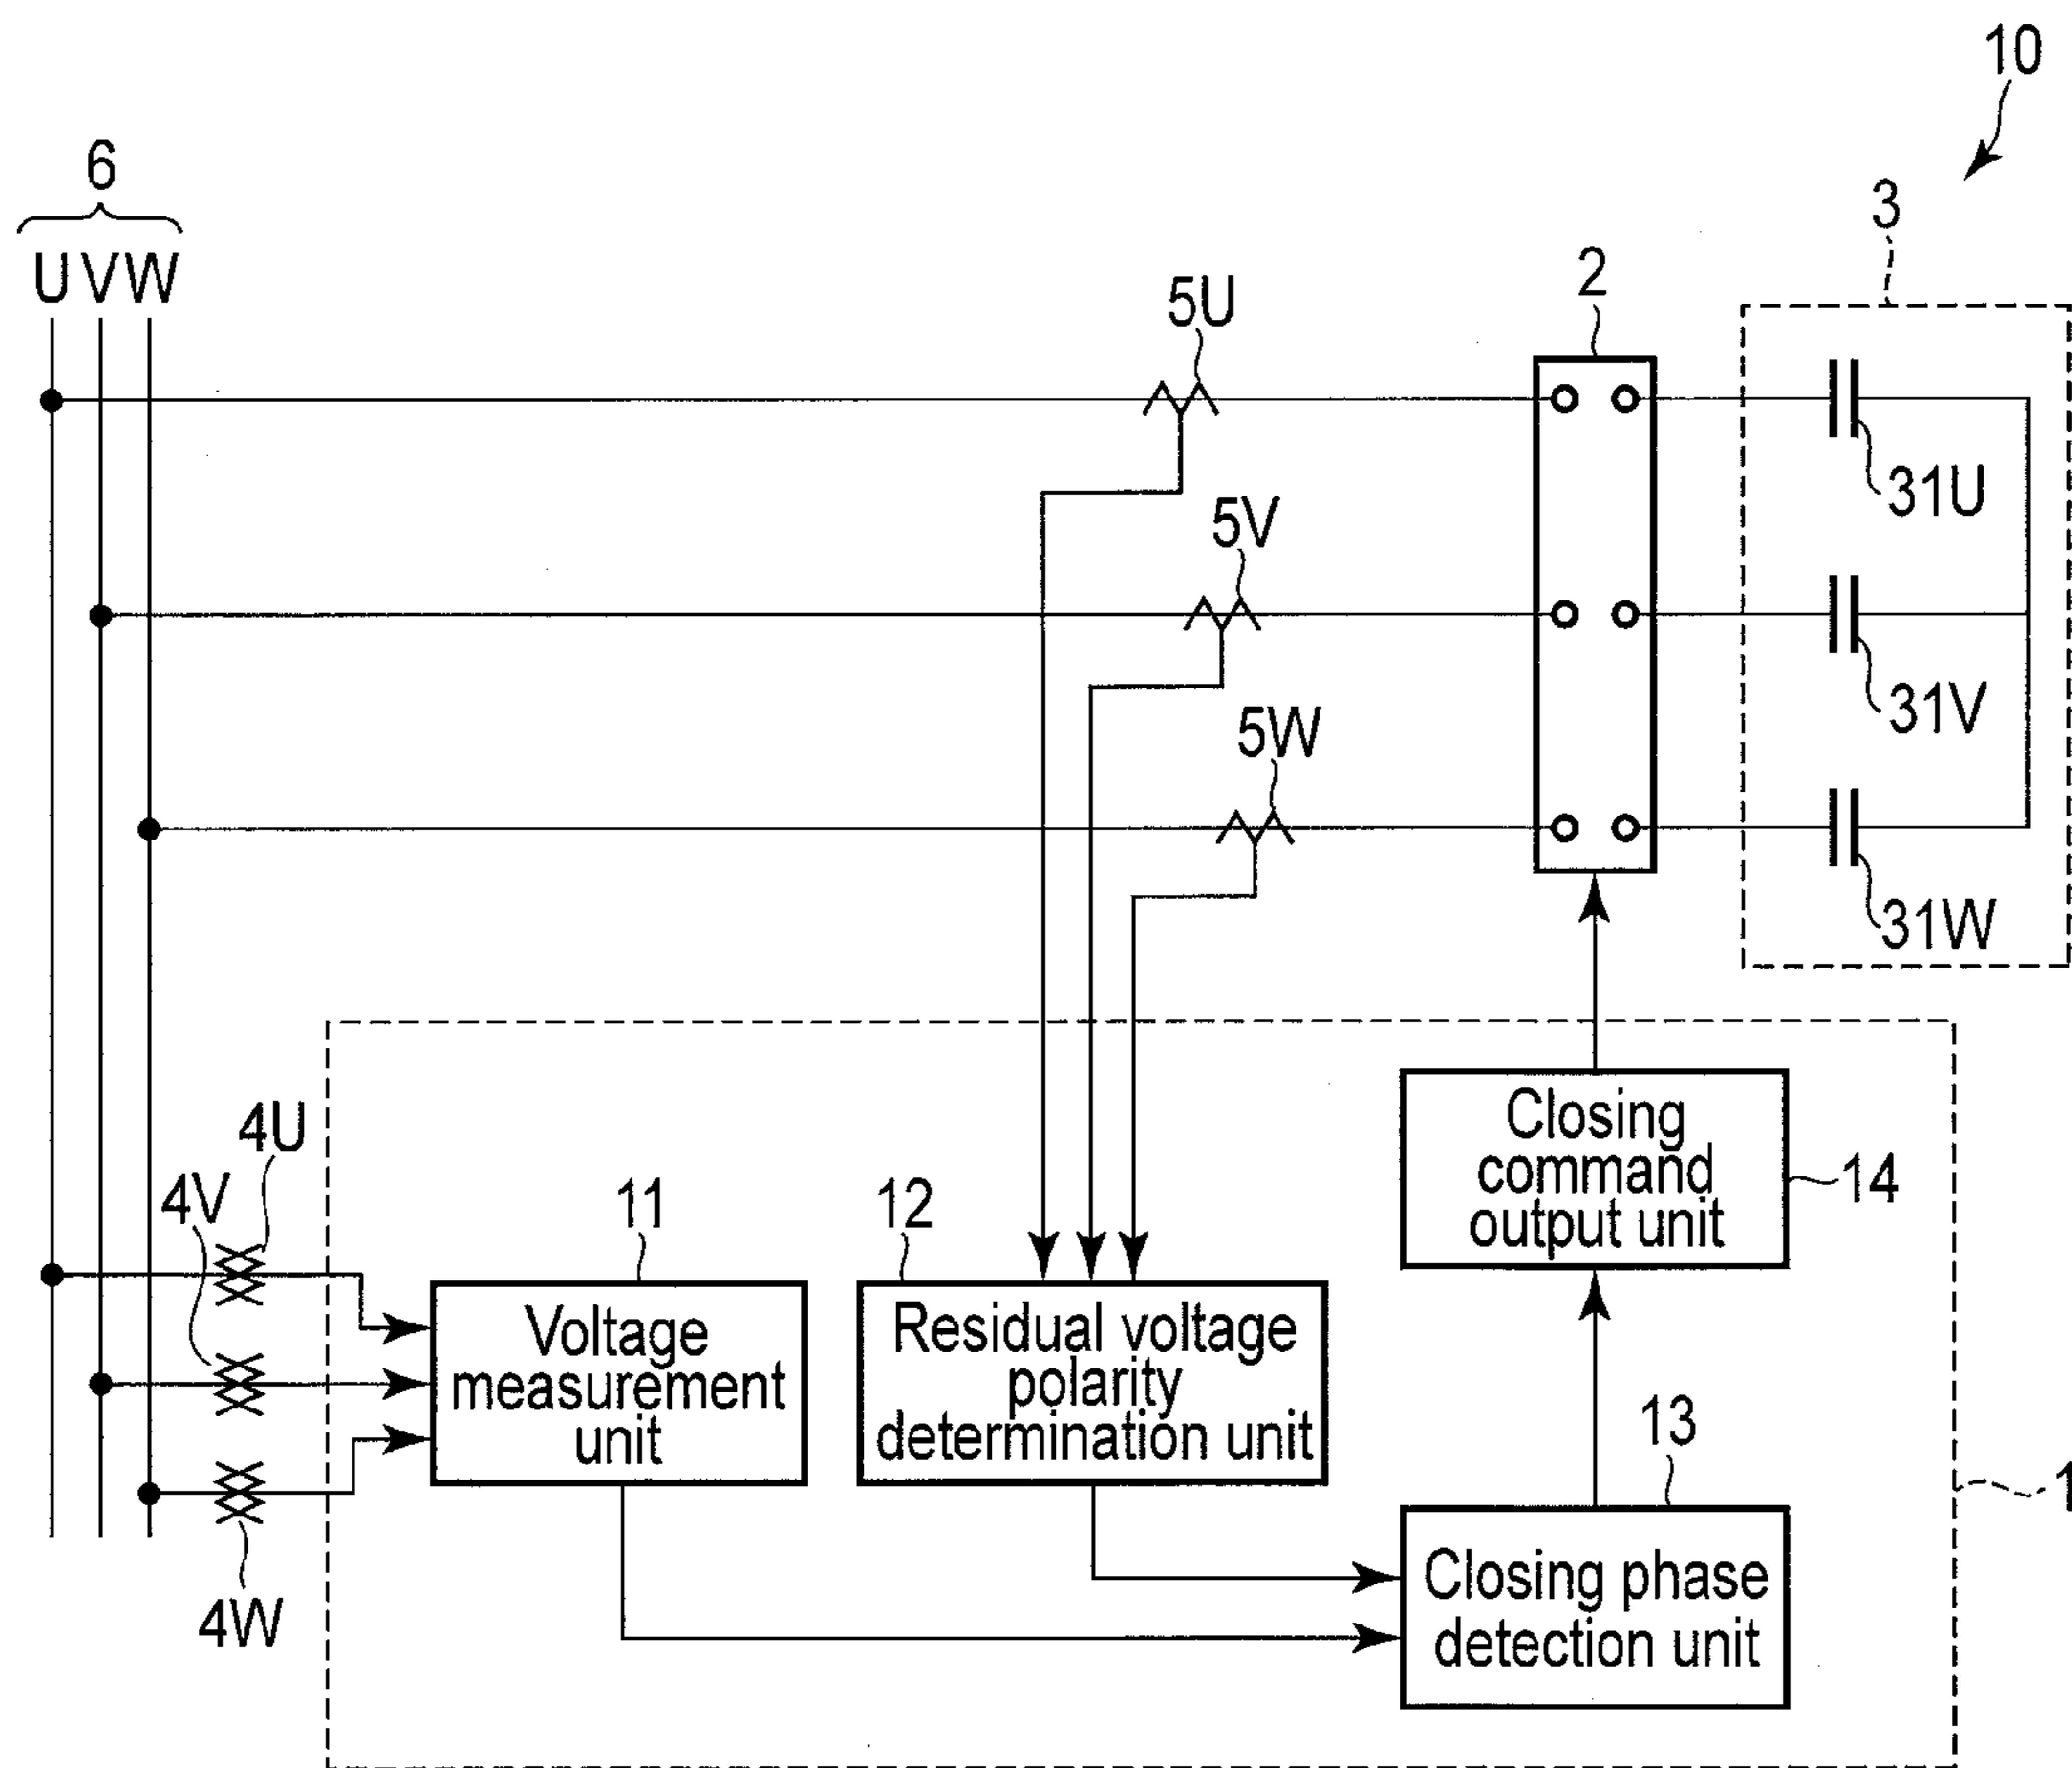 10
6
3
U V W
2
5U
31U
5V
31V
5W
31W
4U
Closing
command
output unit
14
4V
11
12
Voltage
measurement
unit
Residual voltage
polarity
determination unit
13
1
4W
Closing phase
detection unit